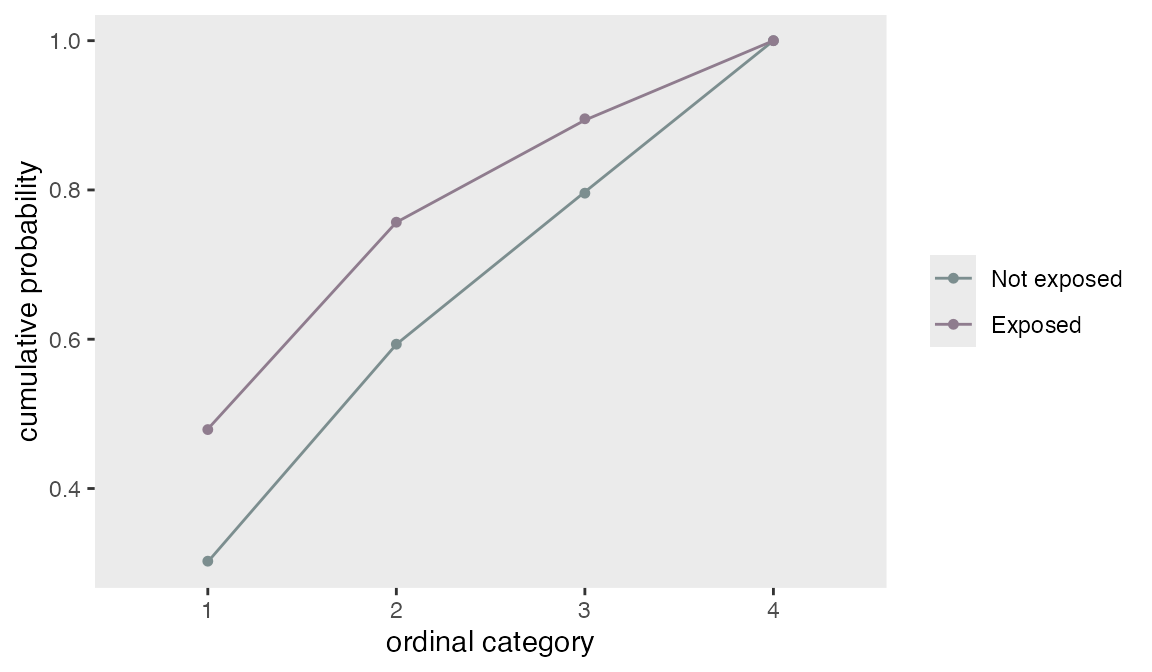 cumulative probability
1.0
0.8
0.6
0.4
1 2 3 4
ordinal category
Not exposed
Exposed